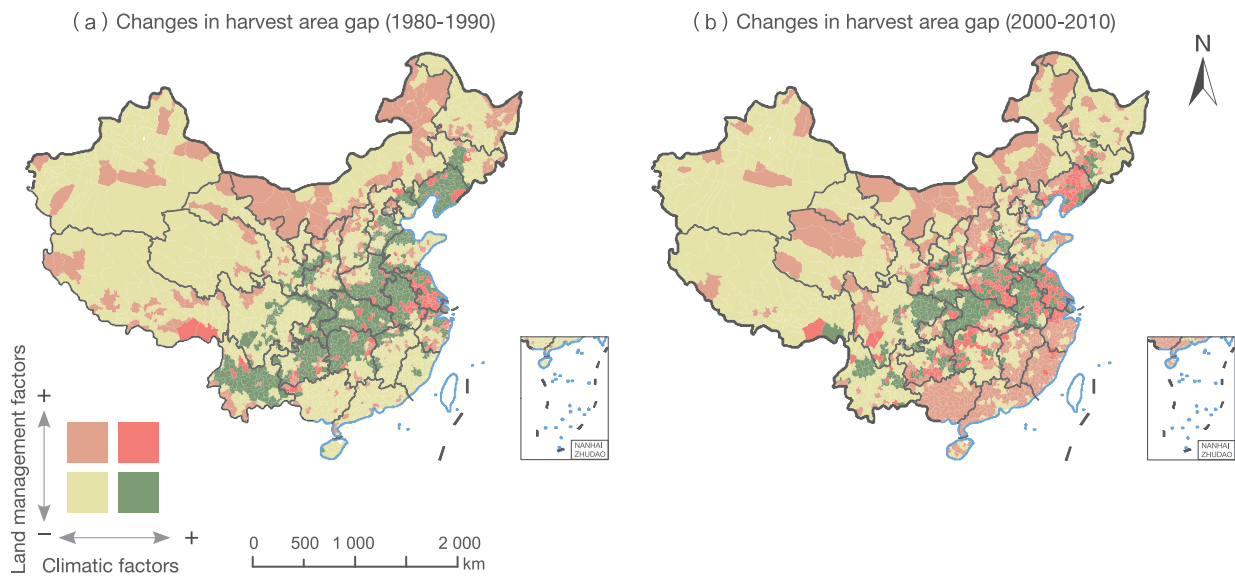 (a) Changes in harvest area gap (1980-1990)
(b) Changes in harvest area gap (2000-2010)
N
NANHAI
ZHUDAO
NANHAI
ZHUDAO
Land management factors
+
−
+
Climatic factors
0 500 1 000 2 000
km